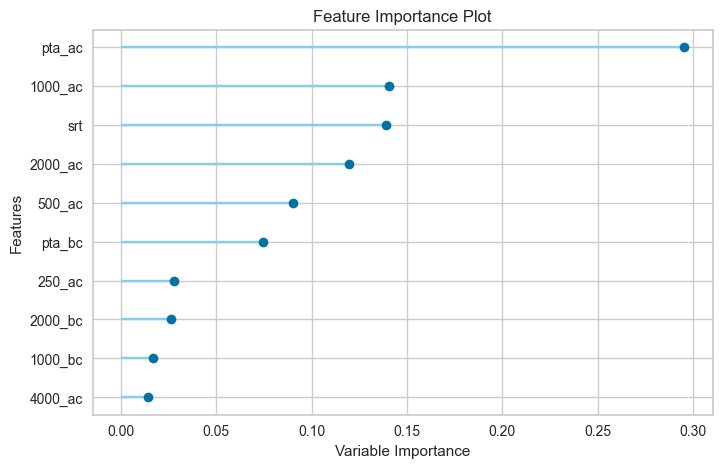 Feature Importance Plot
Features
pta_ac
1000_ac
srt
2000_ac
500_ac
pta_bc
250_ac
2000_bc
1000_bc
4000_ac
0.00 0.05 0.10 0.15 0.20 0.25 0.30
Variable Importance